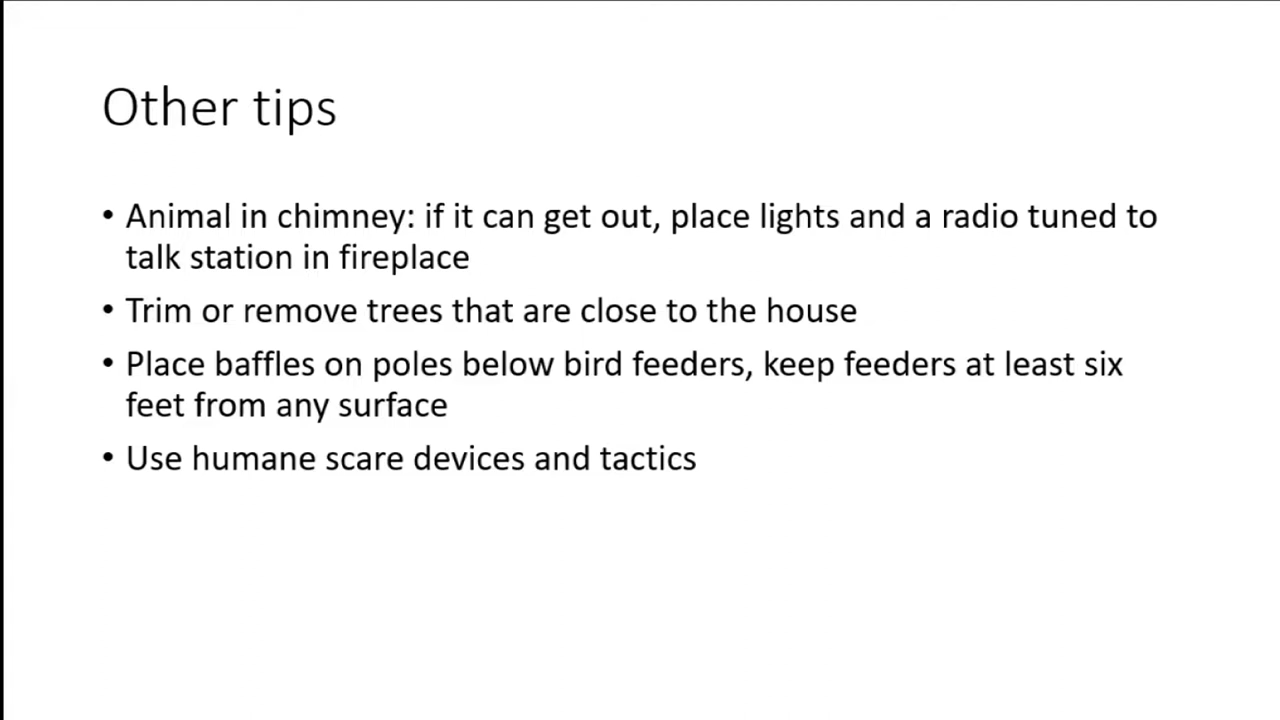 Other tips
• Animal in chimney: if it can get out, place lights and a radio tuned to
talk station in fireplace
• Trim or remove trees that are close to the house
• Place baffles on poles below bird feeders, keep feeders at least six
feet from any surface
• Use humane scare devices and tactics